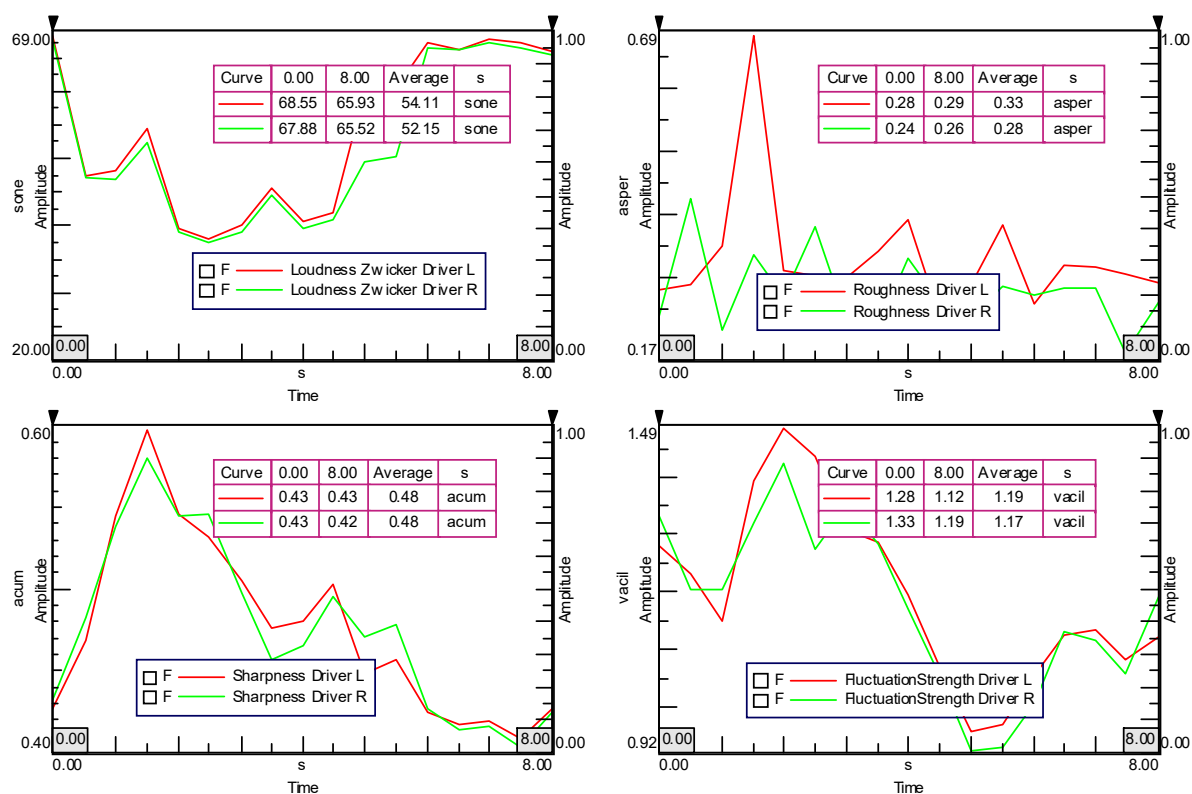 69.00
1.00
Curve 0.00 8.00 Average s
68.55 65.93 54.11 sone
67.88 65.52 52.15 sone
sone
Amplitude
Amplitude
F Loudness Zwicker Driver L
F Loudness Zwicker Driver R
20.00
0.00
8.00
0.00
0.00
s
8.00
Time
0.69
1.00
Curve 0.00 8.00 Average s
0.28 0.29 0.33 asper
0.24 0.26 0.28 asper
asper
Amplitude
Amplitude
F Roughness Driver L
F Roughness Driver R
0.17
0.00
8.00
0.00
0.00
s
8.00
Time
0.60
1.00
Curve 0.00 8.00 Average s
0.43 0.43 0.48 acum
0.43 0.42 0.48 acum
acum
Amplitude
Amplitude
F Sharpness Driver L
F Sharpness Driver R
0.40
0.00
8.00
0.00
0.00
s
8.00
Time
1.49
1.00
Curve 0.00 8.00 Average s
1.28 1.12 1.19 vacil
1.33 1.19 1.17 vacil
vacil
Amplitude
Amplitude
F FluctuationStrength Driver L
F FluctuationStrength Driver R
0.92
0.00
8.00
0.00
0.00
s
8.00
Time